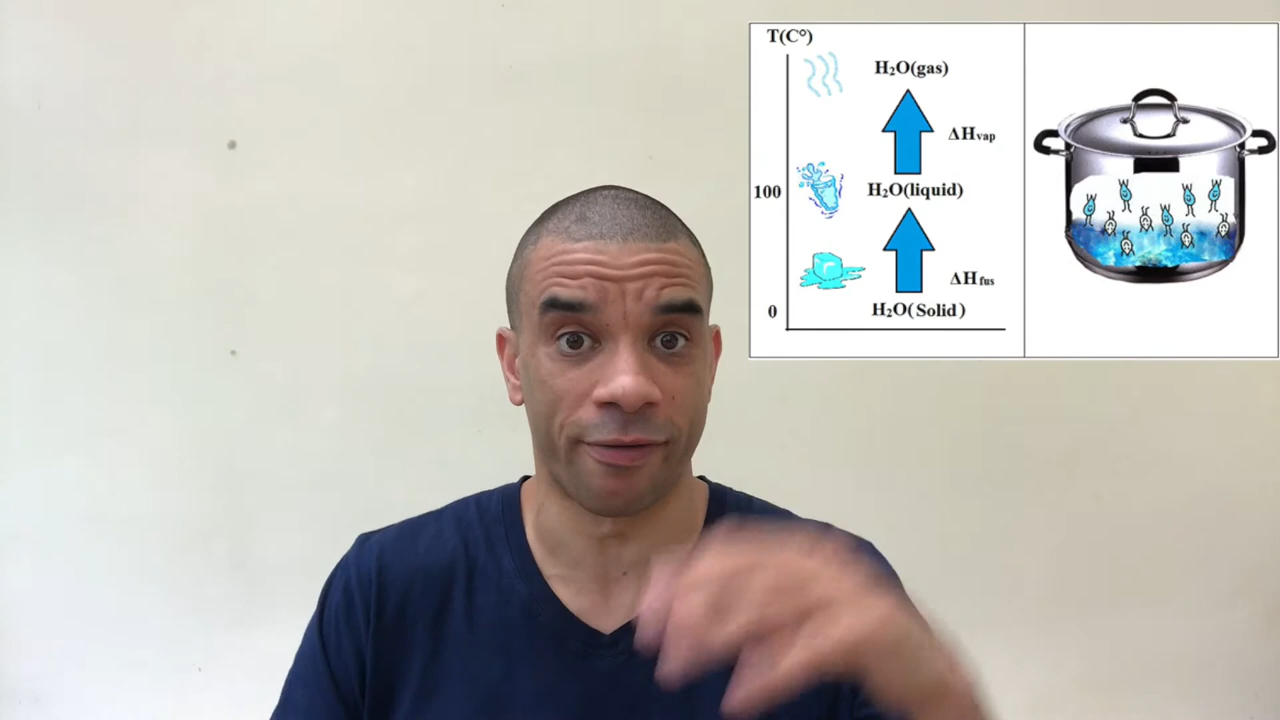 T(C°)
H₂O(gas)
ΔHvap
100
H₂O(liquid)
ΔHfus
0
H₂O(Solid)